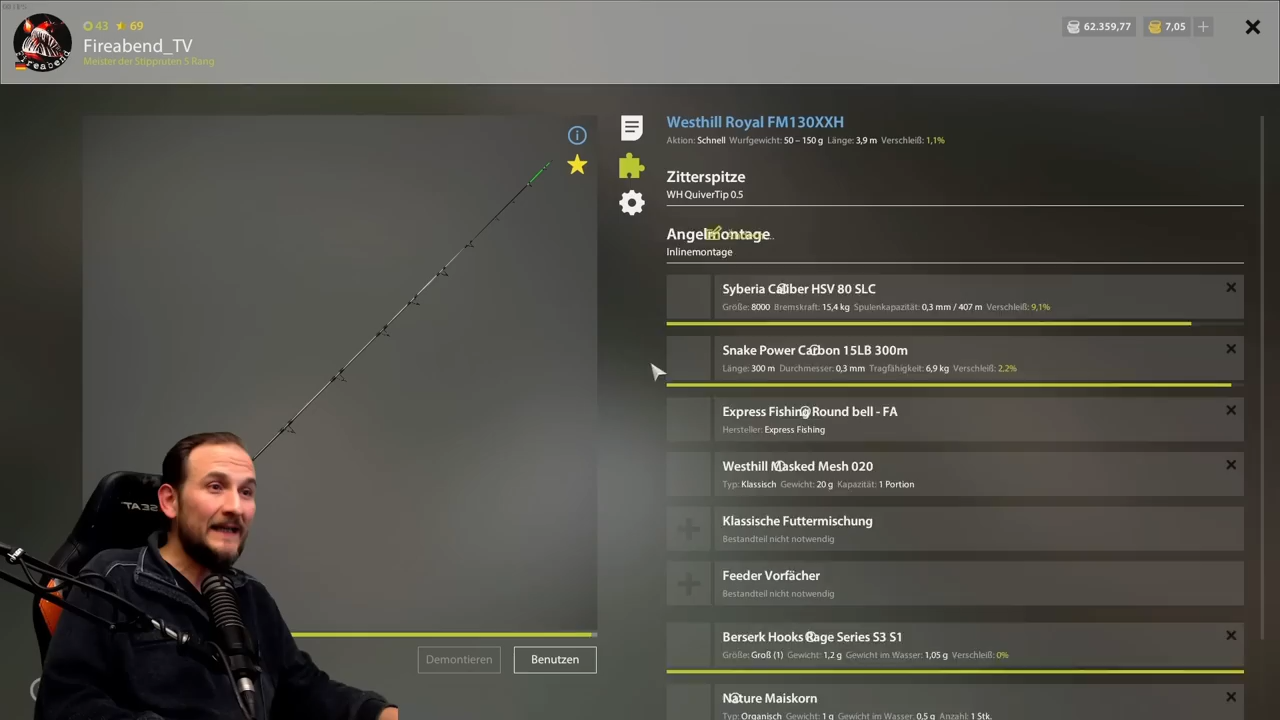 43 69
Fireabend_TV
Meister der Stippruten S Rang
62.359,77
7,05
Westhill Royal FM130XXH
Aktion: Schnell Wurfgewicht: 50 – 150 g Länge: 3,9 m Verschleiß: 1,1%
Zitterspitze
WH QuiverTip 0.5
Angelmontage
Inlinemontage
Syberia Caliber HSV 80 SLC
Größe: 8000 Bremskraft: 15,4 kg Spulenkapazität: 0,3 mm / 407 m Verschleiß: 9,1%
Snake Power Carbon 15LB 300m
Länge: 300 m Durchmesser: 0,3 mm Tragfähigkeit: 6,9 kg Verschleiß: 2,2%
Express Fishing Round bell - FA
Hersteller: Express Fishing
Westhill Masked Mesh 020
Typ: Klassisch Gewicht: 20 g Kapazität: 1 Portion
Klassische Futtermischung
Bestandteil nicht notwendig
Feeder Vorfächer
Bestandteil nicht notwendig
Berserk Hooks Rage Series S3 S1
Größe: Groß (1) Gewicht: 1,2 g Gewicht im Wasser: 1,05 g Verschleiß: 0%
Nature Maiskorn
Typ: Organisch Gewicht: 1 g Gewicht im Wasser: 0,5 g Anzahl: 1 Stk.
Demontieren
Benutzen
SEAT